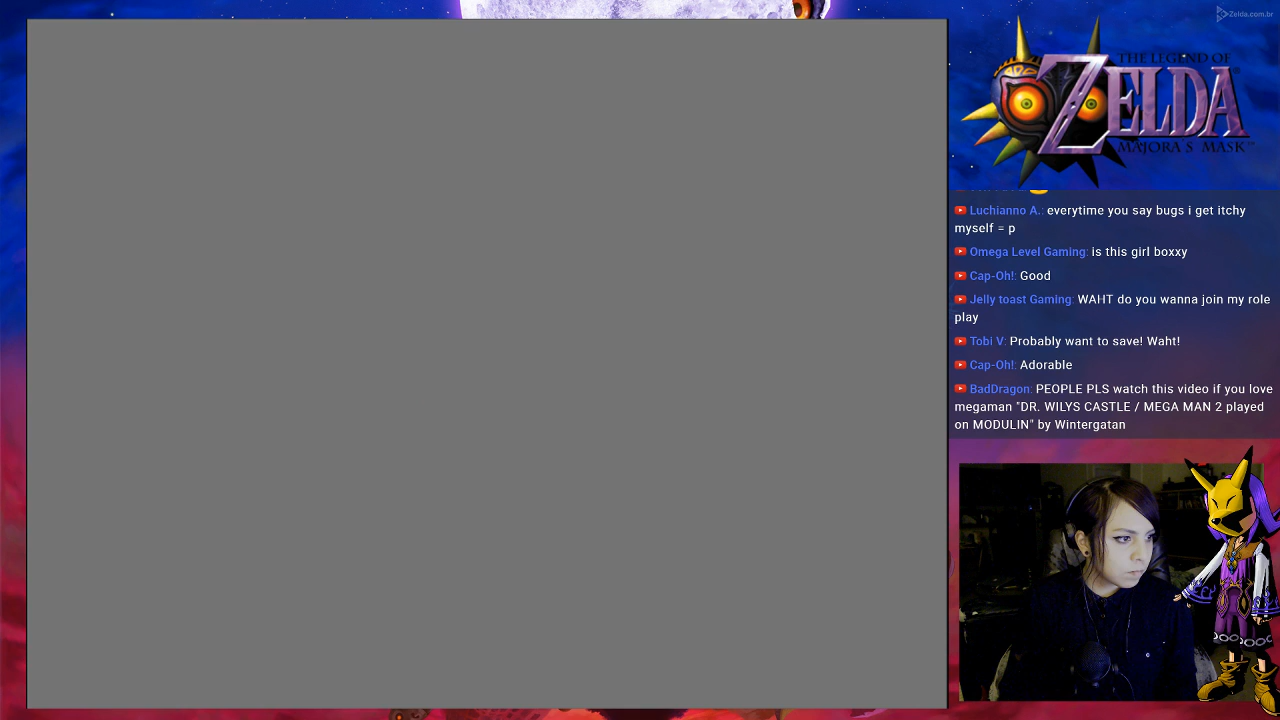 Zelda.com.br
THE LEGEND OF
ZELDA
MAJORA'S MASK™
Luchianno A.: everytime you say bugs i get itchy
myself = p
Omega Level Gaming: is this girl boxxy
Cap-Oh!: Good
Jelly toast Gaming: WAHT do you wanna join my role
play
Tobi V: Probably want to save! Waht!
Cap-Oh!: Adorable
BadDragon: PEOPLE PLS watch this video if you love
megaman "DR. WILYS CASTLE / MEGA MAN 2 played
on MODULIN" by Wintergatan